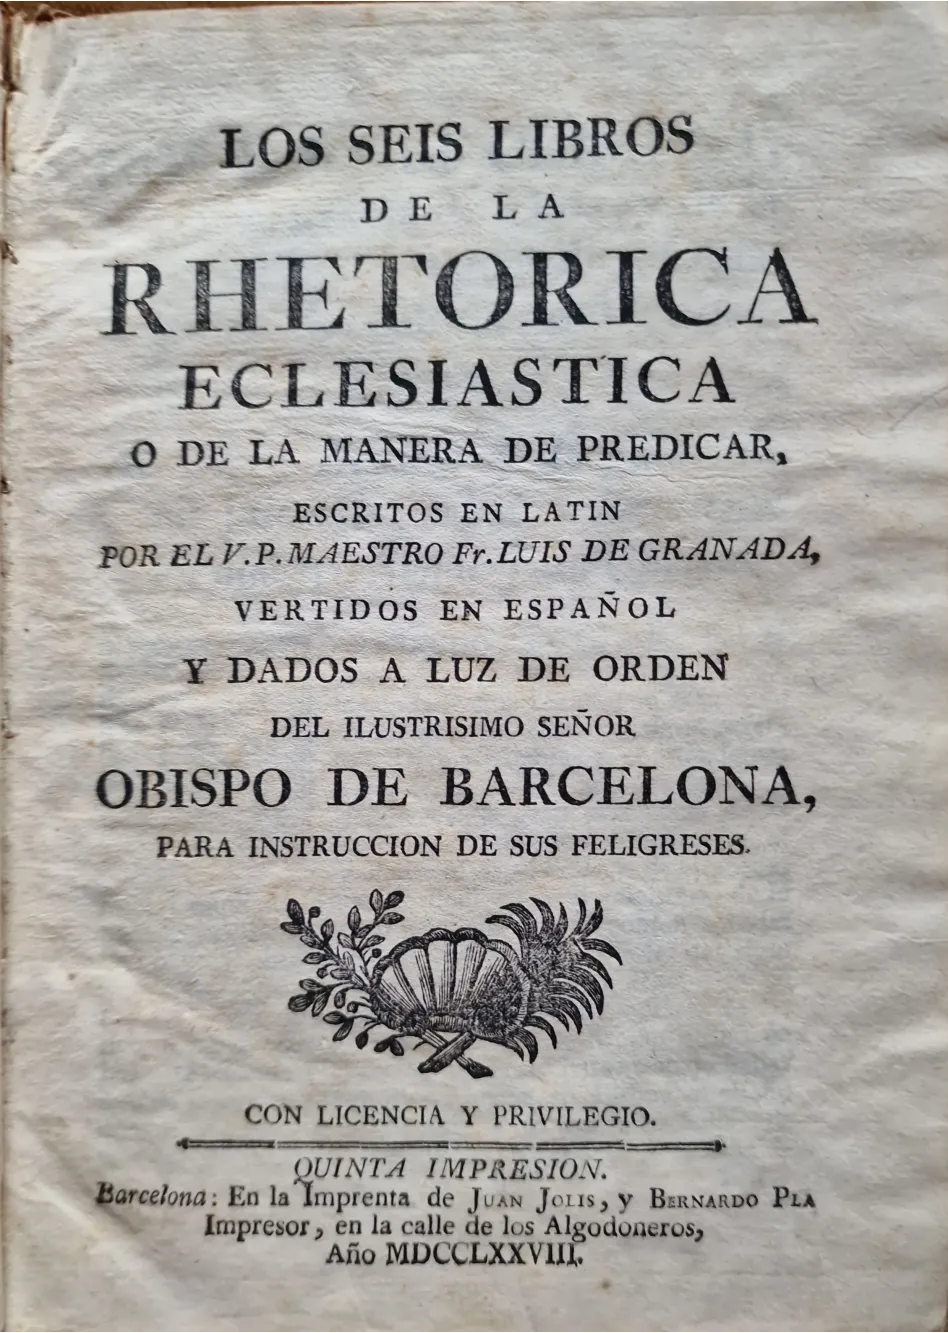 LOS SEIS LIBROS
DE LA
RHETORICA
ECLESIASTICA
O DE LA MANERA DE PREDICAR,
ESCRITOS EN LATIN
POR EL V. P. MAESTRO Fr. LUIS DE GRANADA,
VERTIDOS EN ESPAÑOL
Y DADOS A LUZ DE ORDEN
DEL ILUSTRISIMO SEÑOR
OBISPO DE BARCELONA,
PARA INSTRUCCION DE SUS FELIGRESES.
CON LICENCIA Y PRIVILEGIO.
QUINTA IMPRESION.
Barcelona: En la Imprenta de JUAN JOLIS, y BERNARDO PLA
Impresor, en la calle de los Algodoneros,
Año MDCCLXXVIII.